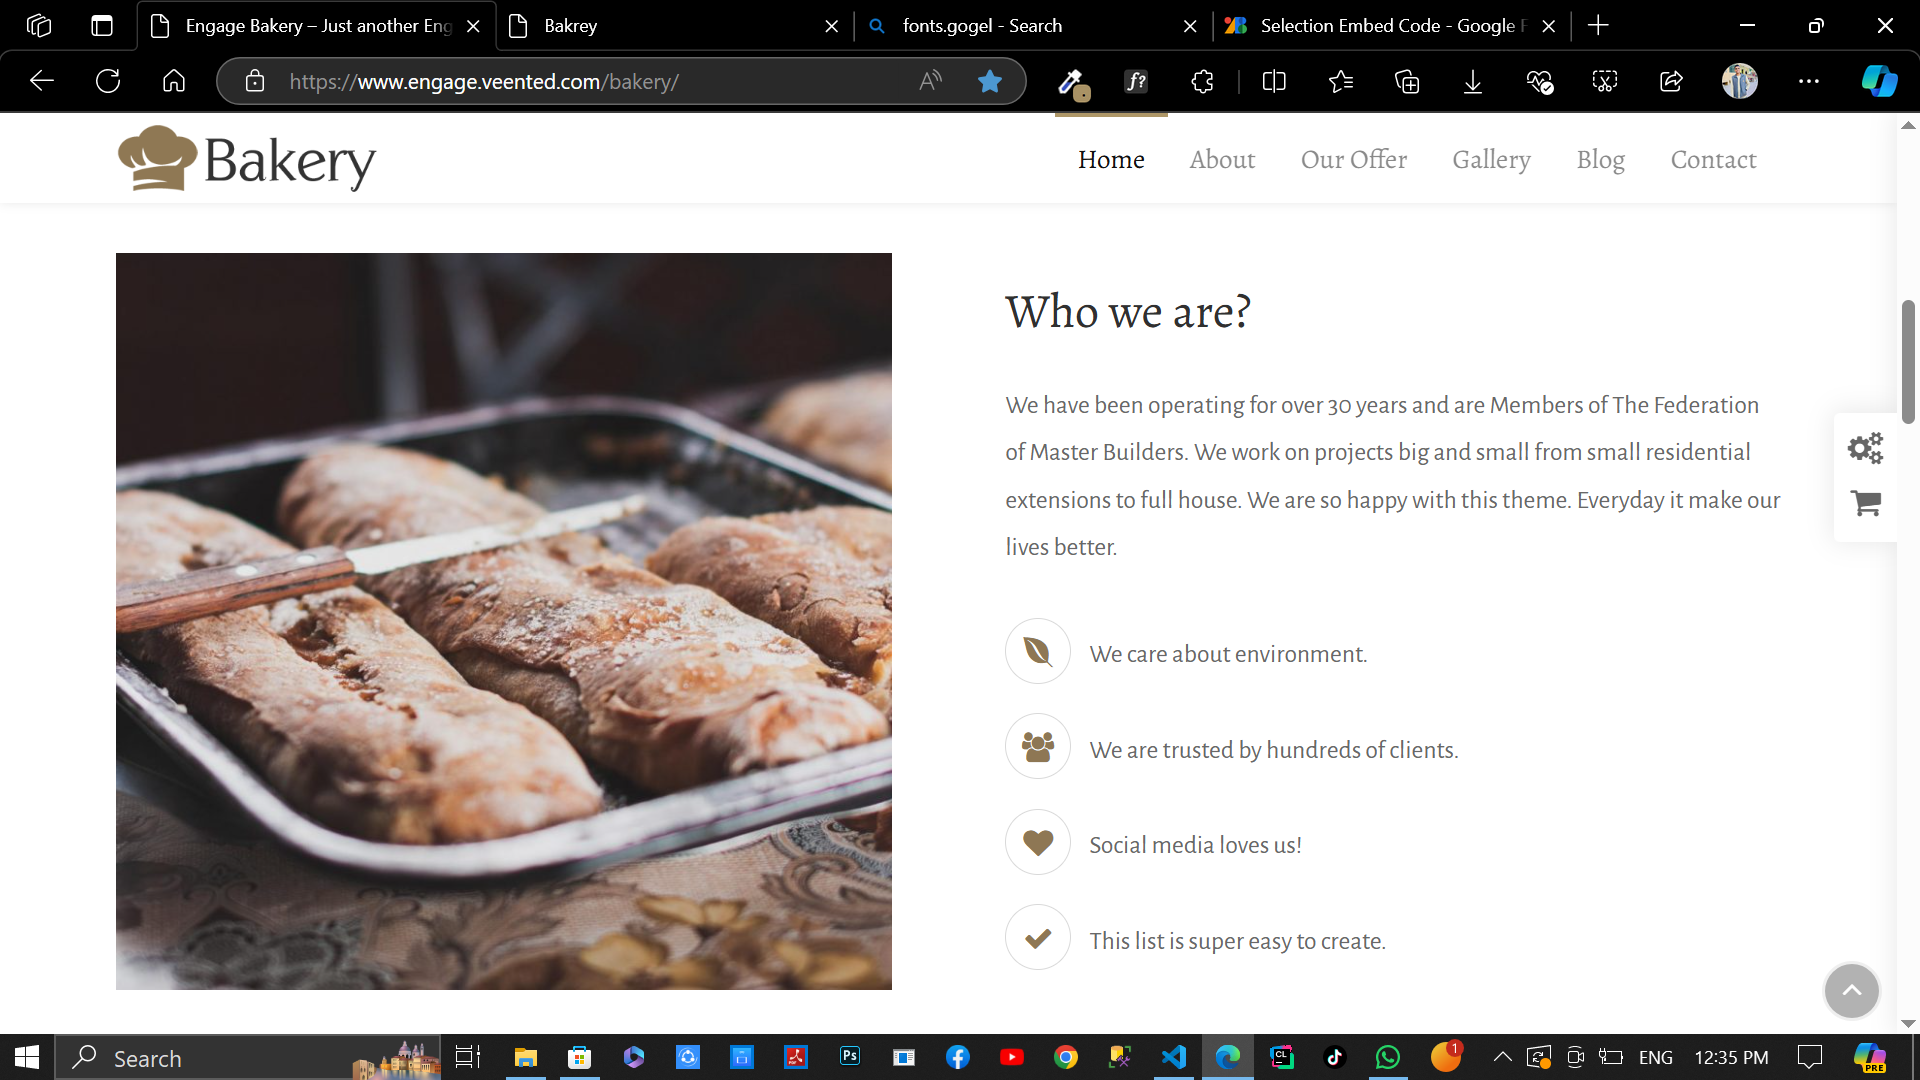 Engage Bakery – Just another Eng
Bakrey
fonts.gogel - Search
Selection Embed Code - Google F
https://www.engage.veented.com/bakery/
Bakery
Home
About
Our Offer
Gallery
Blog
Contact
Who we are?
We have been operating for over 30 years and are Members of The Federation
of Master Builders. We work on projects big and small from small residential
extensions to full house. We are so happy with this theme. Everyday it make our
lives better.
We care about environment.
We are trusted by hundreds of clients.
Social media loves us!
This list is super easy to create.
Search
Ps
CL
1
ENG
12:35 PM
PRE